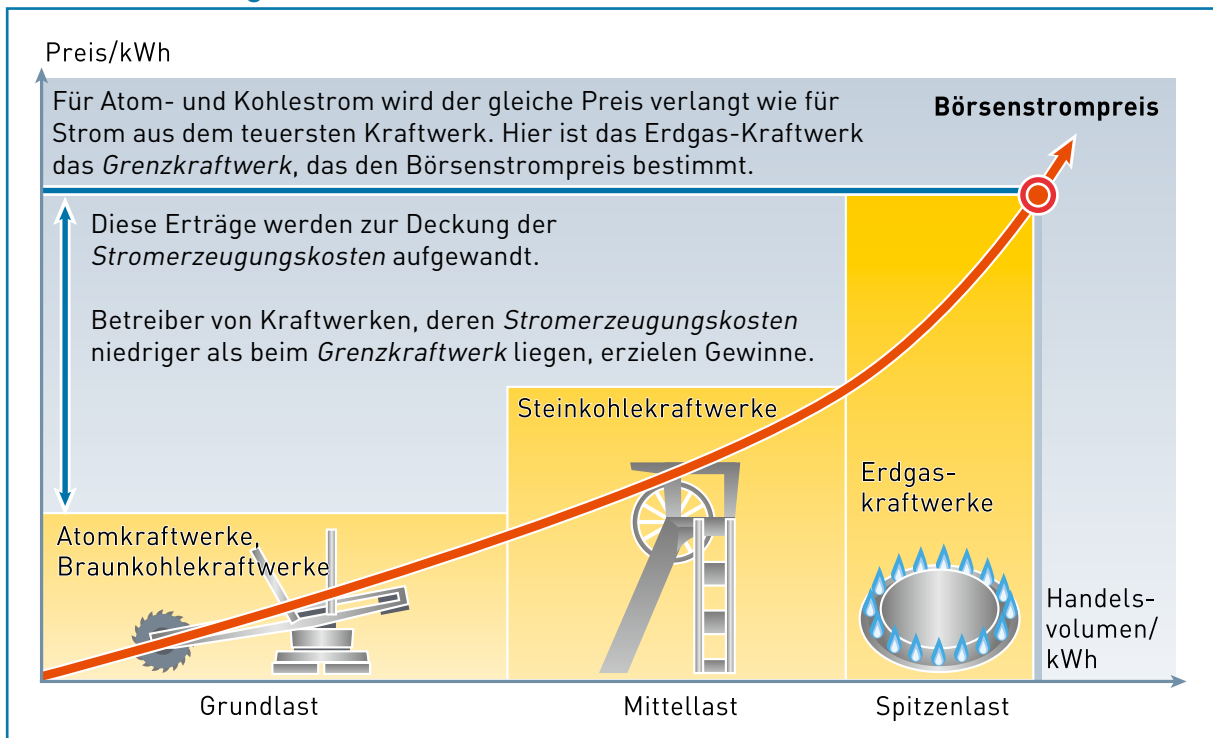 Preis/kWh
Für Atom- und Kohlestrom wird der gleiche Preis verlangt wie für
Strom aus dem teuersten Kraftwerk. Hier ist das Erdgas-Kraftwerk
das Grenzkraftwerk, das den Börsenstrompreis bestimmt.
Börsenstrompreis
Diese Erträge werden zur Deckung der
Stromerzeugungskosten aufgewandt.
Betreiber von Kraftwerken, deren Stromerzeugungskosten
niedriger als beim Grenzkraftwerk liegen, erzielen Gewinne.
Steinkohlekraftwerke
Erdgas-
kraftwerke
Atomkraftwerke,
Braunkohlekraftwerke
Handels-
volumen/
kWh
Grundlast
Mittellast
Spitzenlast